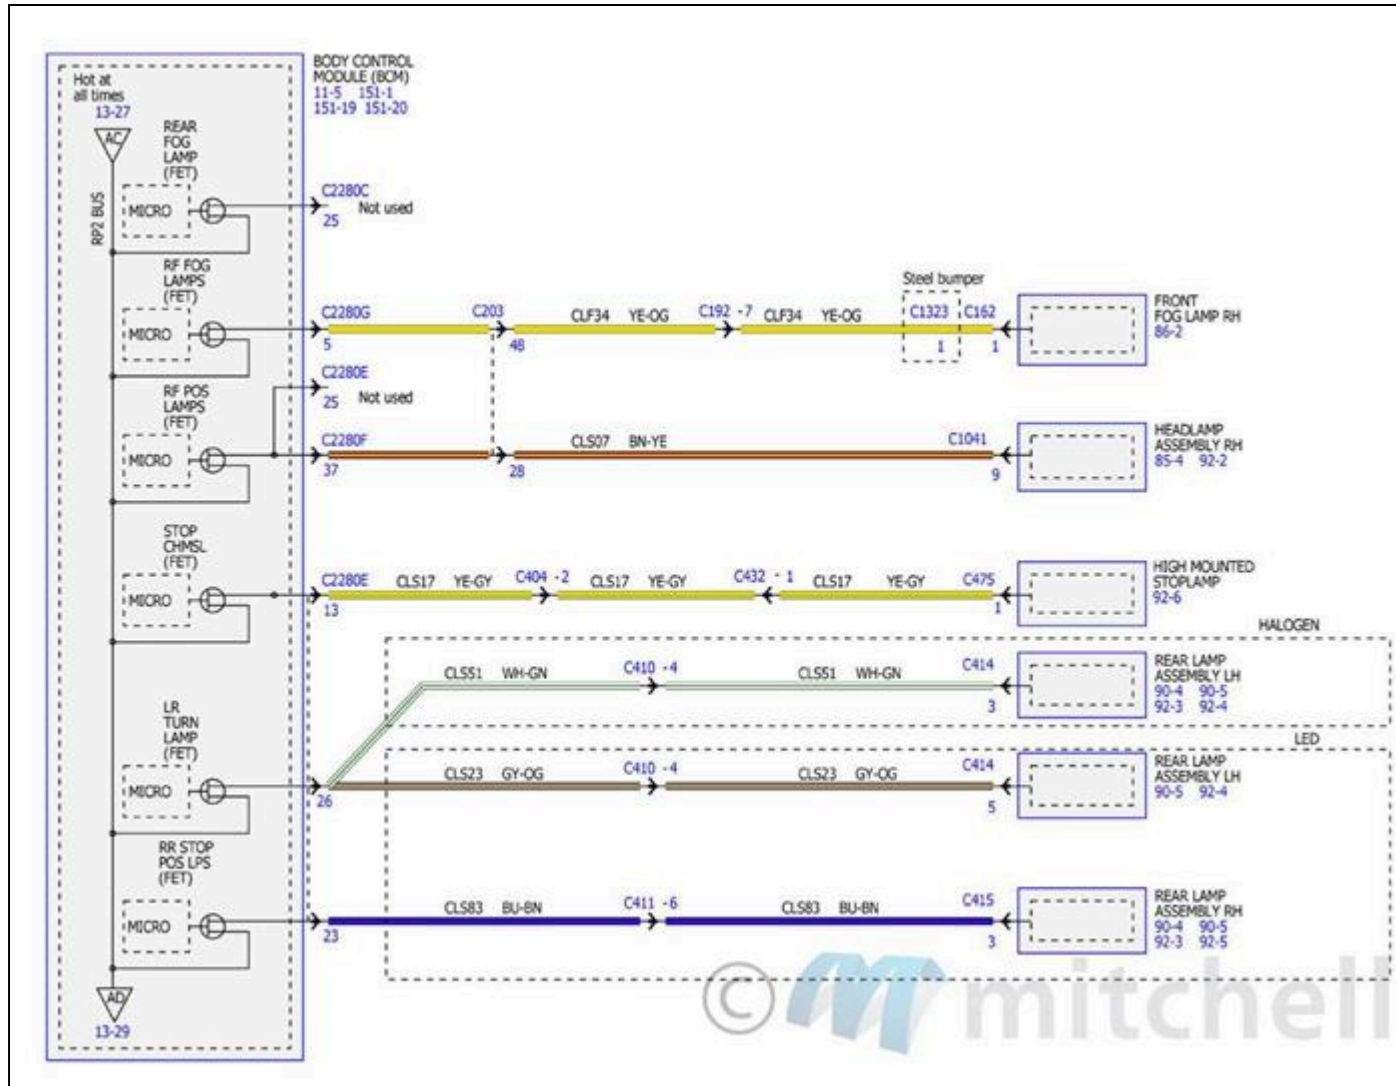 BODY CONTROL
MODULE (BCM)
11-5 151-1
151-19 151-20
Hot at
all times
13-27
AC
RP2 BUS
REAR
FOG
LAMP
(FET)
MICRO
C2280C
25
Not used
RF FOG
LAMPS
(FET)
MICRO
C2280G
5
C203
48
CLF34 YE-OG
C192 -7
CLF34 YE-OG
Steel bumper
C1323
1
C162
1
FRONT
FOG LAMP RH
86-2
C2280E
25
Not used
RF POS
LAMPS
(FET)
MICRO
C2280F
37
28
CLS07 BN-YE
C1041
9
HEADLAMP
ASSEMBLY RH
85-4 92-2
STOP
CHMSL
(FET)
MICRO
C2280E
13
CLS17 YE-GY
C404 -2
CLS17 YE-GY
C432 - 1
CLS17 YE-GY
C475
1
HIGH MOUNTED
STOPLAMP
92-6
HALOGEN
CLS51 WH-GN
C410 -4
CLS51 WH-GN
C414
3
REAR LAMP
ASSEMBLY LH
90-4 90-5
92-3 92-4
LR
TURN
LAMP
(FET)
MICRO
26
LED
CLS23 GY-OG
C410 -4
CLS23 GY-OG
C414
5
REAR LAMP
ASSEMBLY LH
90-5 92-4
RR STOP
POS LPS
(FET)
MICRO
23
CLS83 BU-BN
C411 -6
CLS83 BU-BN
C415
3
REAR LAMP
ASSEMBLY RH
90-4 90-5
92-3 92-5
AD
13-29
© mitchell